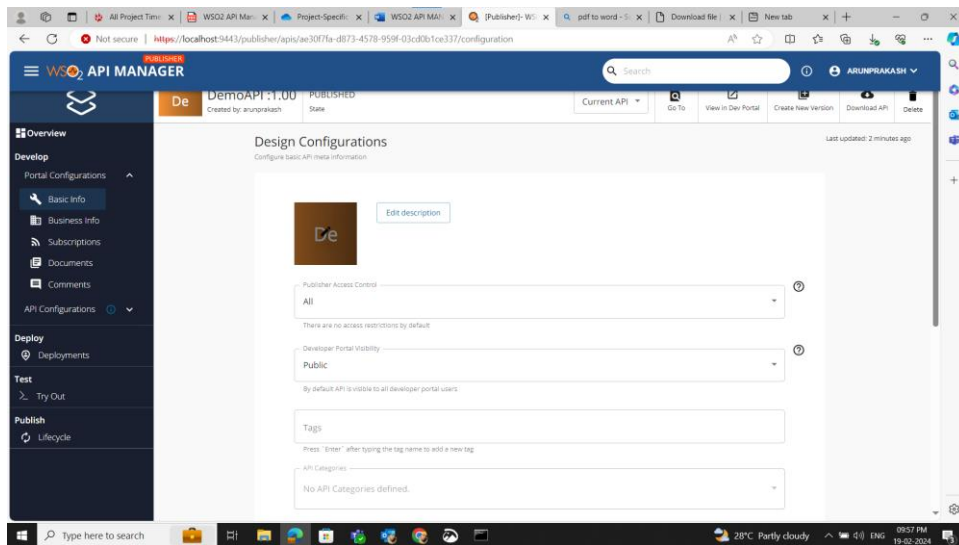 All Project Time
WSO2 API Man
Project-Specific
WSO2 API MAN
[Publisher]- WS
pdf to word - S
Download file |
New tab
Not secure
https://localhost:9443/publisher/apis/ae30f7fa-d873-4578-959f-03cd0b1ce337/configuration
PUBLISHER
WSO2 API MANAGER
Search
ARUNPRAKASH
De
DemoAPI :1.00
Created by: arunprakash
PUBLISHED
State
Current API
Go To
View in Dev Portal
Create New Version
Download API
Delete
Overview
Develop
Portal Configurations
Basic Info
Business Info
Subscriptions
Documents
Comments
API Configurations
Deploy
Deployments
Test
Try Out
Publish
Lifecycle
Design Configurations
Configure basic API meta information
Last updated: 2 minutes ago
De
Edit description
Publisher Access Control
All
There are no access restrictions by default
Developer Portal Visibility
Public
By default API is visible to all developer portal users
Tags
Press `Enter` after typing the tag name to add a new tag
API Categories
No API Categories defined.
Type here to search
28°C Partly cloudy
ENG
09:57 PM
19-02-2024